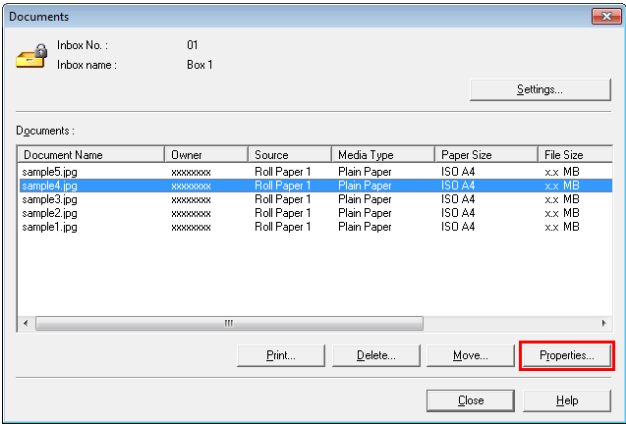 Documents
Inbox No. : 01
Inbox name : Box 1
Settings...
Documents :
Document Name Owner Source Media Type Paper Size File Size
sample5.jpg xxxxxxxx Roll Paper 1 Plain Paper ISO A4 x.x MB
sample4.jpg xxxxxxxx Roll Paper 1 Plain Paper ISO A4 x.x MB
sample3.jpg xxxxxxxx Roll Paper 1 Plain Paper ISO A4 x.x MB
sample2.jpg xxxxxxxx Roll Paper 1 Plain Paper ISO A4 x.x MB
sample1.jpg xxxxxxxx Roll Paper 1 Plain Paper ISO A4 x.x MB
Print... Delete... Move... Properties...
Close Help